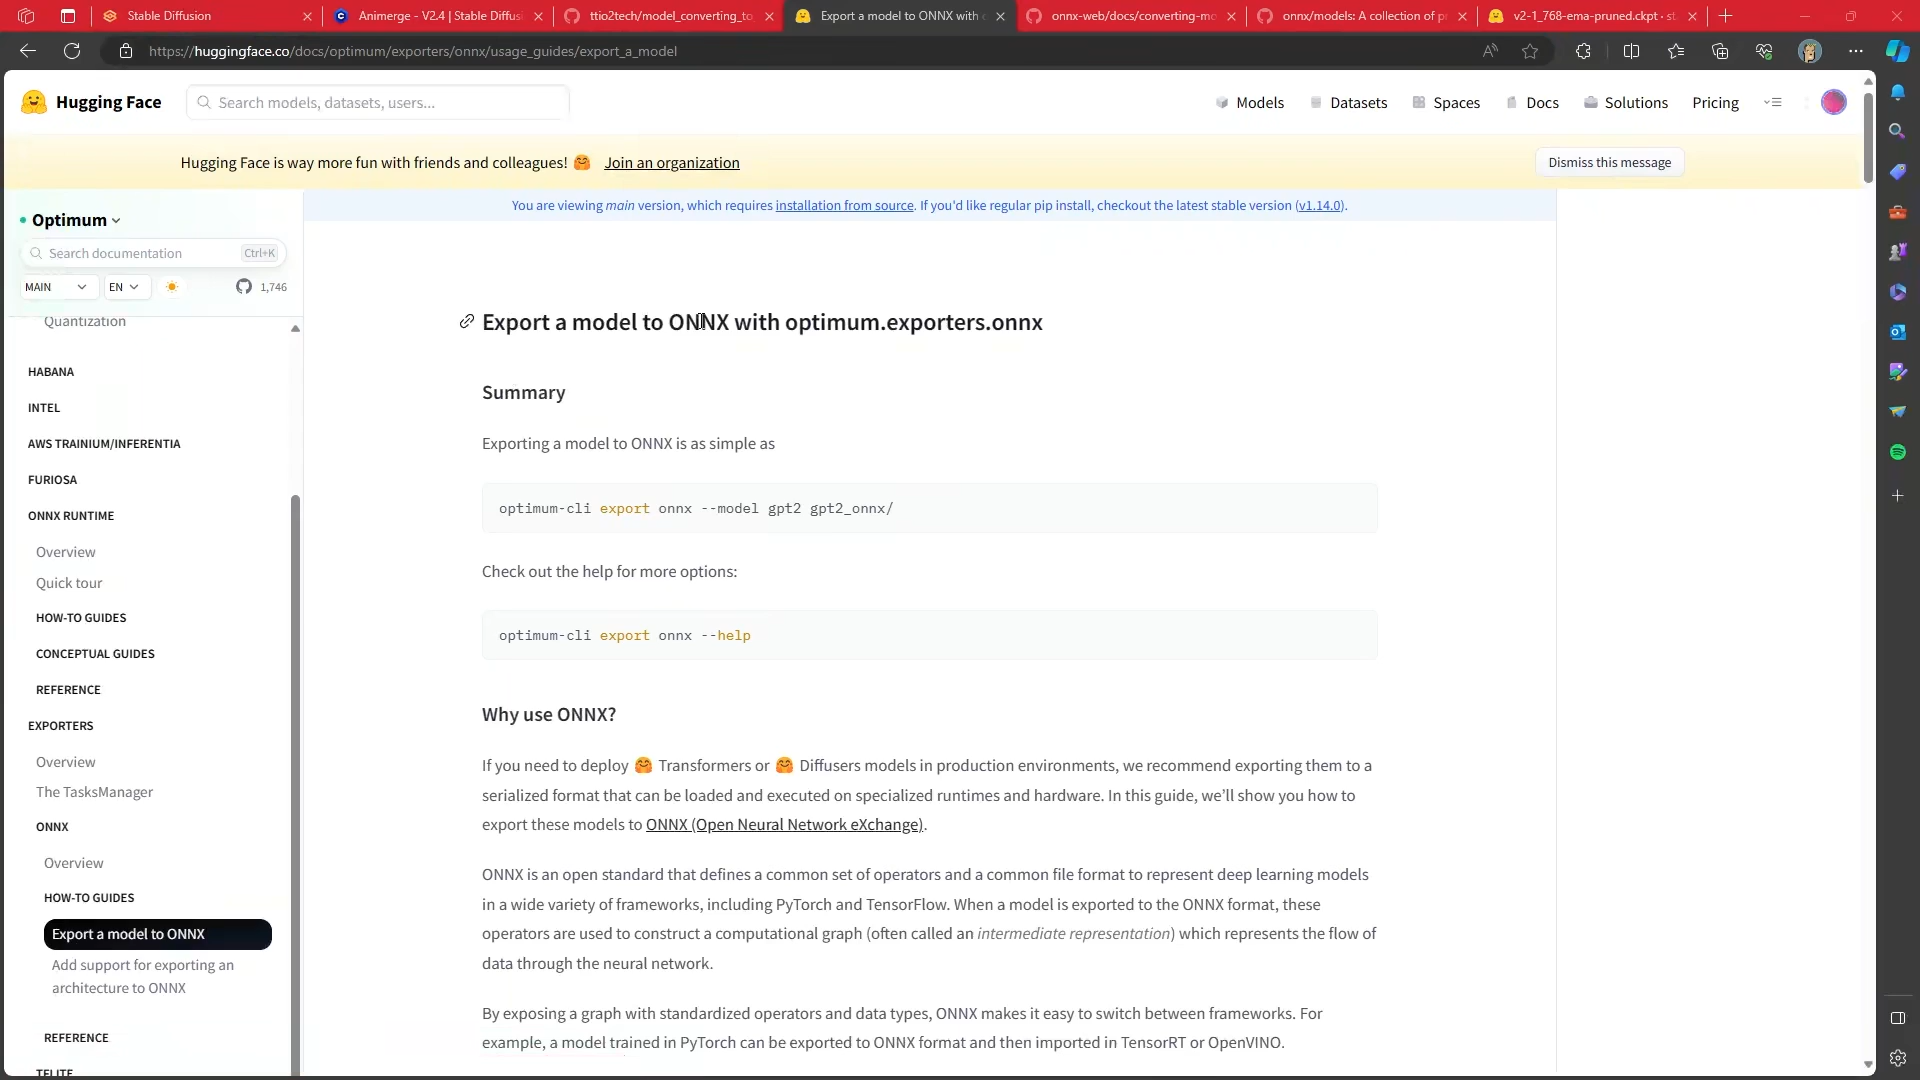 Stable Diffusion
Animerge - V2.4 | Stable Diffus
ttio2tech/model_converting_to
Export a model to ONNX with
onnx-web/docs/converting-mo
onnx/models: A collection of p
v2-1_768-ema-pruned.ckpt · st
https://huggingface.co/docs/optimum/exporters/onnx/usage_guides/export_a_model
Hugging Face
Search models, datasets, users...
Models
Datasets
Spaces
Docs
Solutions
Pricing
Hugging Face is way more fun with friends and colleagues! 🤗 Join an organization
Dismiss this message
Optimum
Search documentation
Ctrl+K
MAIN
EN
1,746
Quantization
HABANA
INTEL
AWS TRAINIUM/INFERENTIA
FURIOSA
ONNX RUNTIME
Overview
Quick tour
HOW-TO GUIDES
CONCEPTUAL GUIDES
REFERENCE
EXPORTERS
Overview
The TasksManager
ONNX
Overview
HOW-TO GUIDES
Export a model to ONNX
Add support for exporting an
architecture to ONNX
REFERENCE
TFLITE
You are viewing main version, which requires installation from source. If you'd like regular pip install, checkout the latest stable version (v1.14.0).
Export a model to ONNX with optimum.exporters.onnx
Summary
Exporting a model to ONNX is as simple as
optimum-cli export onnx --model gpt2 gpt2_onnx/
Check out the help for more options:
optimum-cli export onnx --help
Why use ONNX?
If you need to deploy 🤗 Transformers or 🤗 Diffusers models in production environments, we recommend exporting them to a
serialized format that can be loaded and executed on specialized runtimes and hardware. In this guide, we'll show you how to
export these models to ONNX (Open Neural Network eXchange).
ONNX is an open standard that defines a common set of operators and a common file format to represent deep learning models
in a wide variety of frameworks, including PyTorch and TensorFlow. When a model is exported to the ONNX format, these
operators are used to construct a computational graph (often called an intermediate representation) which represents the flow of
data through the neural network.
By exposing a graph with standardized operators and data types, ONNX makes it easy to switch between frameworks. For
example, a model trained in PyTorch can be exported to ONNX format and then imported in TensorRT or OpenVINO.